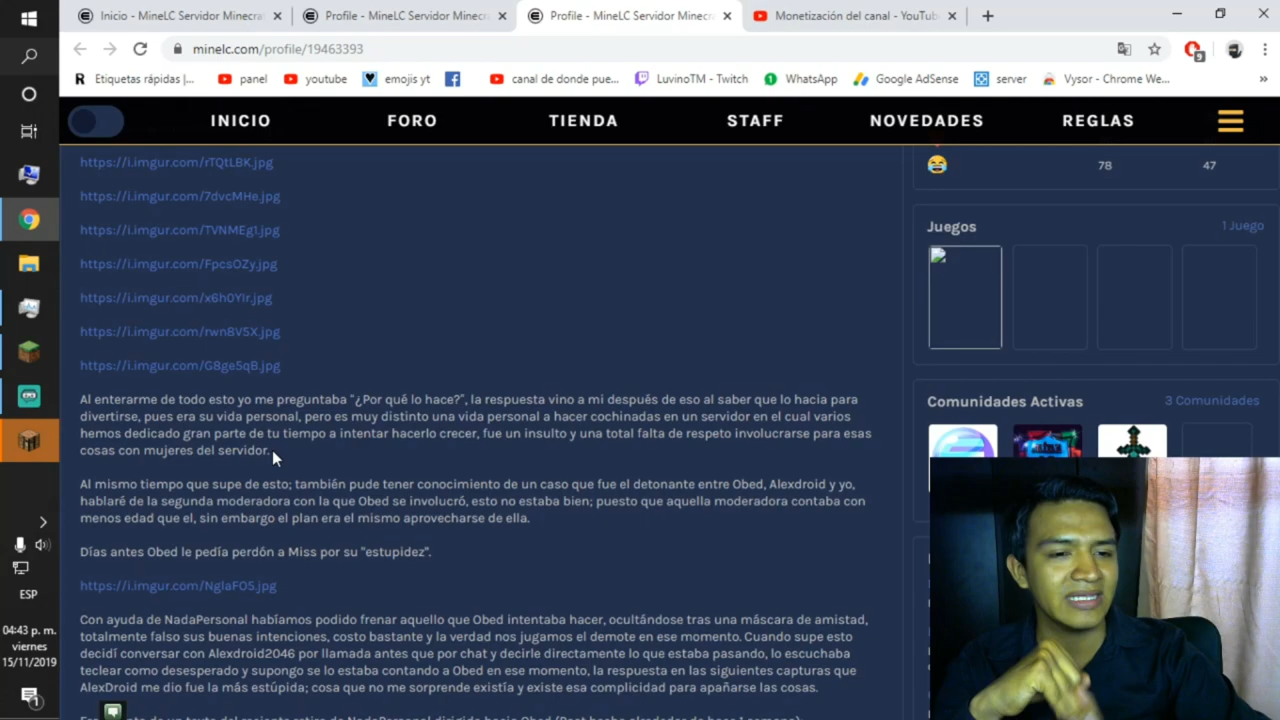 Inicio - MineLC Servidor Minecra
Profile - MineLC Servidor Minecra
Profile - MineLC Servidor Minecra
Monetización del canal - YouTub
minelc.com/profile/19463393
Etiquetas rápidas |...
panel
youtube
emojis yt
canal de donde pue...
LuvinoTM - Twitch
WhatsApp
Google AdSense
server
Vysor - Chrome We...
INICIO
FORO
TIENDA
STAFF
NOVEDADES
REGLAS
https://i.imgur.com/rTQtLBK.jpg
https://i.imgur.com/7dvcMHe.jpg
https://i.imgur.com/TVNMEg1.jpg
https://i.imgur.com/FpcsOZy.jpg
https://i.imgur.com/x6h0YIr.jpg
https://i.imgur.com/rwn8V5X.jpg
https://i.imgur.com/G8ge5qB.jpg
Al enterarme de todo esto yo me preguntaba "¿Por qué lo hace?", la respuesta vino a mi después de eso al saber que lo hacia para
divertirse, pues era su vida personal, pero es muy distinto una vida personal a hacer cochinadas en un servidor en el cual varios
hemos dedicado gran parte de tu tiempo a intentar hacerlo crecer, fue un insulto y una total falta de respeto involucrarse para esas
cosas con mujeres del servidor.
Al mismo tiempo que supe de esto; también pude tener conocimiento de un caso que fue el detonante entre Obed, Alexdroid y yo,
hablaré de la segunda moderadora con la que Obed se involucró, esto no estaba bien; puesto que aquella moderadora contaba con
menos edad que el, sin embargo el plan era el mismo aprovecharse de ella.
Días antes Obed le pedía perdón a Miss por su "estupidez".
https://i.imgur.com/NglaFO5.jpg
Con ayuda de NadaPersonal habíamos podido frenar aquello que Obed intentaba hacer, ocultándose tras una máscara de amistad,
totalmente falso sus buenas intenciones, costo bastante y la verdad nos jugamos el demote en ese momento. Cuando supe esto
decidí conversar con Alexdroid2046 por llamada antes que por chat y decirle directamente lo que estaba pasando, lo escuchaba
teclear como desesperado y supongo se lo estaba contando a Obed en ese momento, la respuesta en las siguientes capturas que
AlexDroid me dio fue la más estúpida; cosa que no me sorprende existía y existe esa complicidad para apañarse las cosas.
78
47
Juegos
1 Juego
Comunidades Activas
3 Comunidades
9
ESP
04:43 p. m.
viernes
15/11/2019
1